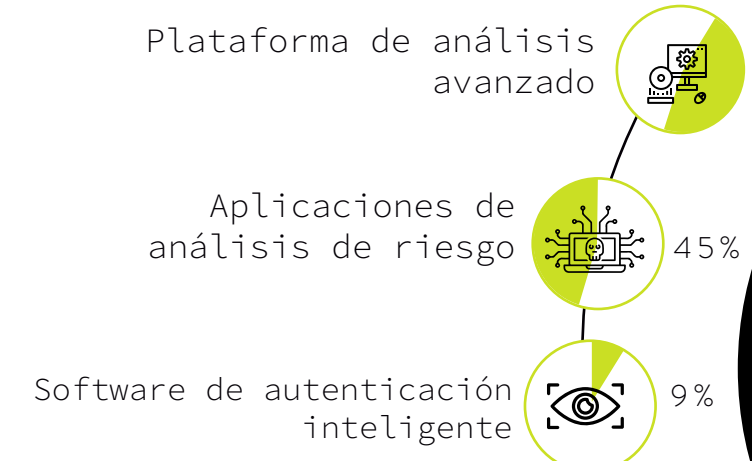 Plataforma de análisis
avanzado
Aplicaciones de
análisis de riesgo
45%
Software de autenticación
inteligente
9%